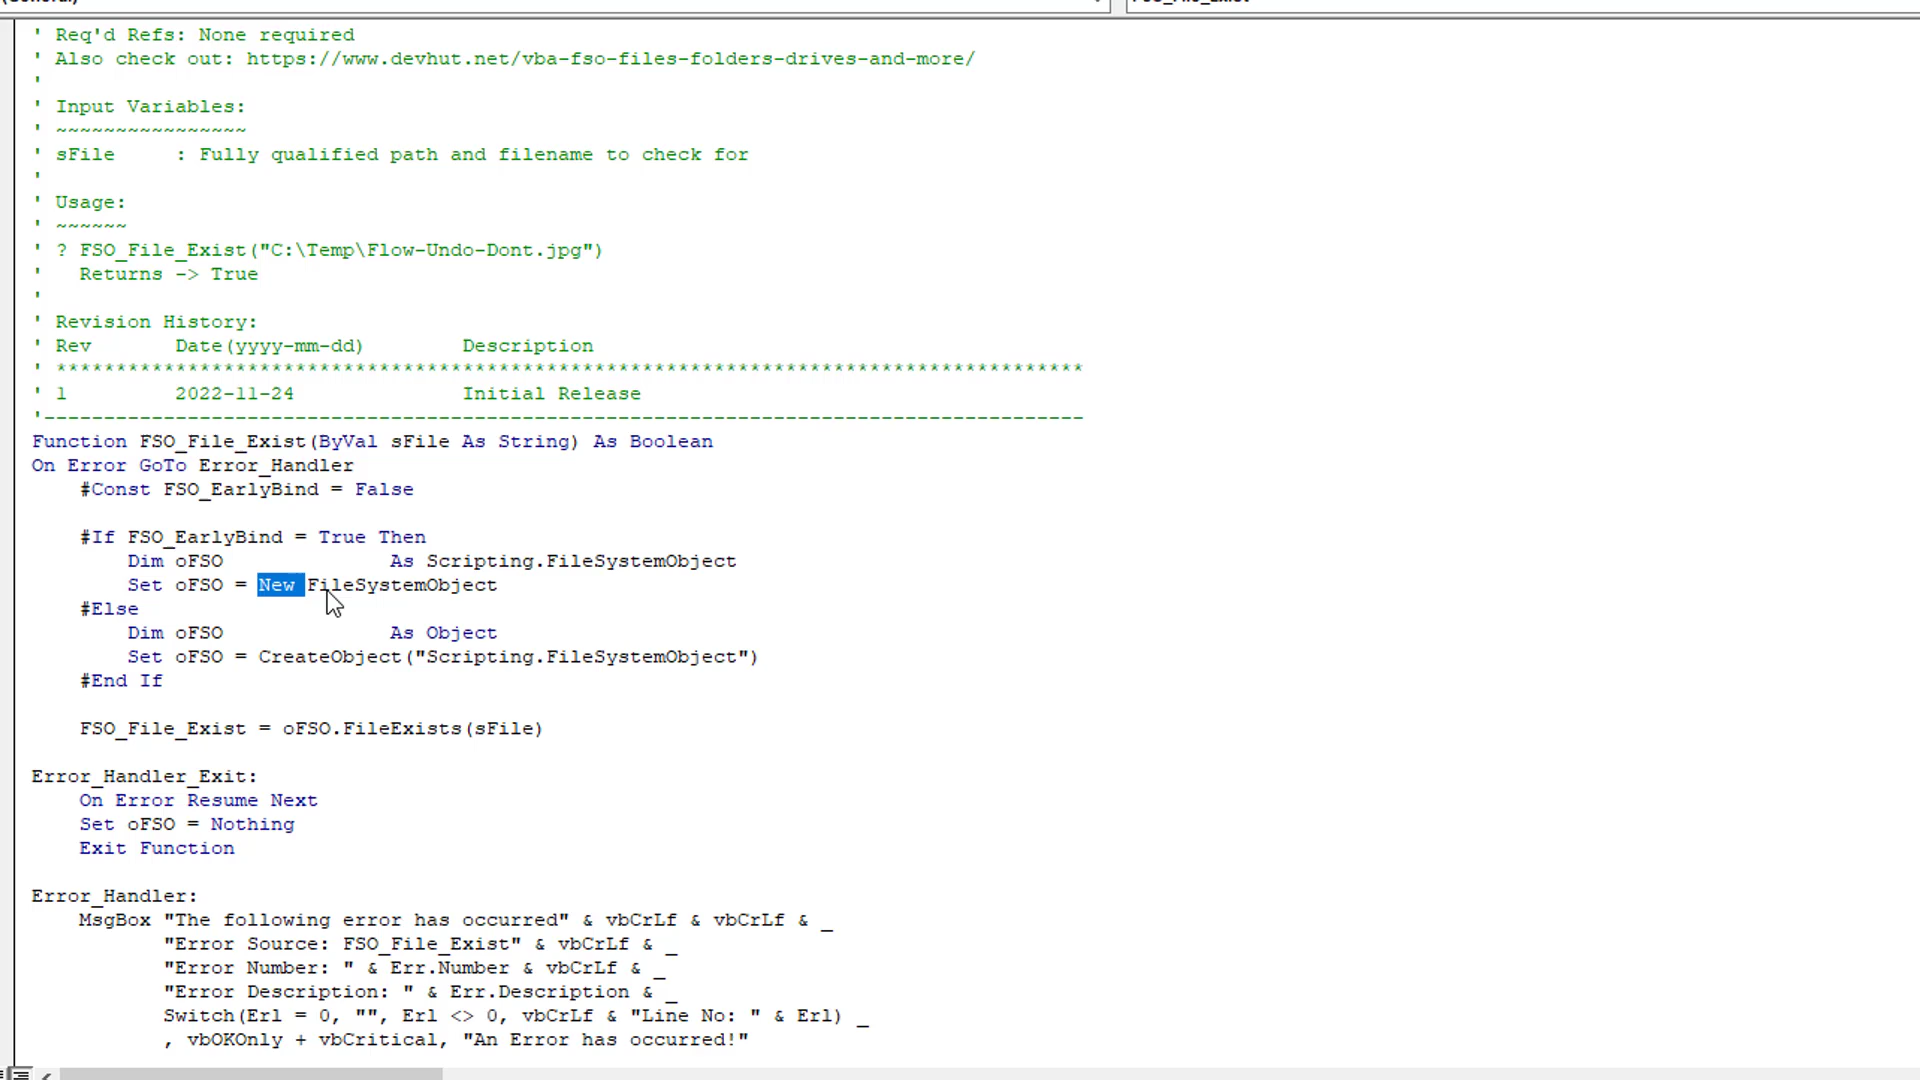 ' Req'd Refs: None required
' Also check out: https://www.devhut.net/vba-fso-files-folders-drives-and-more/
'
' Input Variables:
' ~~~~~~~~~~~~~~~~
' sFile     : Fully qualified path and filename to check for
'
' Usage:
' ~~~~~~
' ? FSO_File_Exist("C:\Temp\Flow-Undo-Dont.jpg")
'   Returns -> True
'
' Revision History:
' Rev       Date(yyyy-mm-dd)        Description
' **************************************************************************************
' 1         2022-11-24              Initial Release
'---------------------------------------------------------------------------------------
Function FSO_File_Exist(ByVal sFile As String) As Boolean
On Error GoTo Error_Handler
    #Const FSO_EarlyBind = False
    #If FSO_EarlyBind = True Then
        Dim oFSO              As Scripting.FileSystemObject
        Set oFSO = New FileSystemObject
    #Else
        Dim oFSO              As Object
        Set oFSO = CreateObject("Scripting.FileSystemObject")
    #End If
    FSO_File_Exist = oFSO.FileExists(sFile)
Error_Handler_Exit:
    On Error Resume Next
    Set oFSO = Nothing
    Exit Function
Error_Handler:
    MsgBox "The following error has occurred" & vbCrLf & vbCrLf & _
           "Error Source: FSO_File_Exist" & vbCrLf & _
           "Error Number: " & Err.Number & vbCrLf & _
           "Error Description: " & Err.Description & _
           Switch(Erl = 0, "", Erl <> 0, vbCrLf & "Line No: " & Erl) _
           , vbOKOnly + vbCritical, "An Error has occurred!"